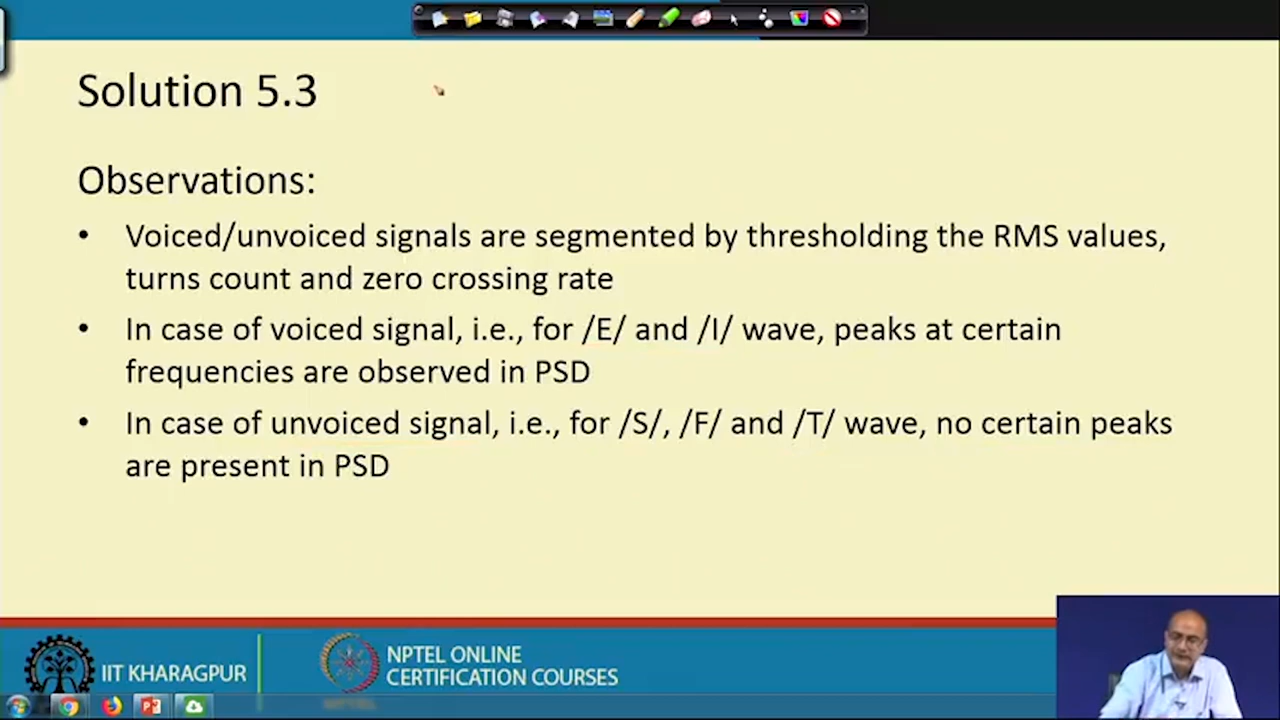 Solution 5.3
Observations:
• Voiced/unvoiced signals are segmented by thresholding the RMS values,
turns count and zero crossing rate
• In case of voiced signal, i.e., for /E/ and /I/ wave, peaks at certain
frequencies are observed in PSD
• In case of unvoiced signal, i.e., for /S/, /F/ and /T/ wave, no certain peaks
are present in PSD
IIT KHARAGPUR
NPTEL ONLINE
CERTIFICATION COURSES